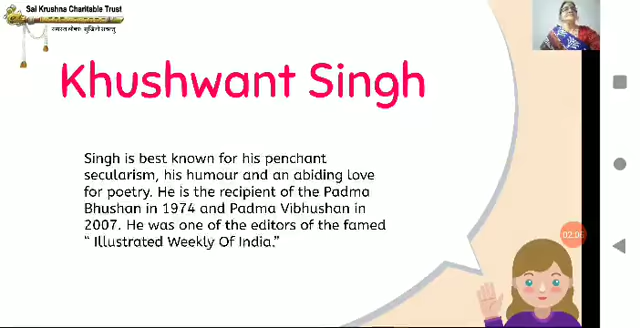 Sai Krushna Charitable Trust
Khushwant Singh
Singh is best known for his penchant
secularism, his humour and an abiding love
for poetry. He is the recipient of the Padma
Bhushan in 1974 and Padma Vibhushan in
2007. He was one of the editors of the famed
“ Illustrated Weekly Of India.”